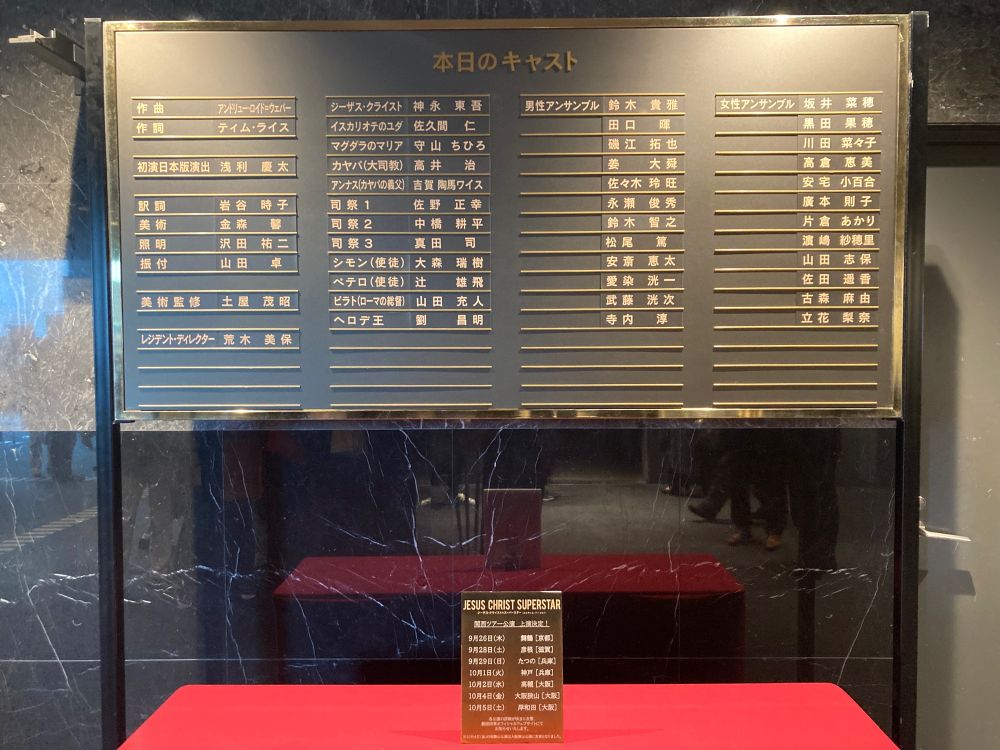 本日のキャスト
作曲 アンドリュー・ロイド＝ウェバー
作詞 ティム・ライス
初演日本版演出 浅利 慶太
訳詞 岩谷 時子
美術 金森 馨
照明 沢田 祐二
振付 山田 卓
美術監修 土屋 茂昭
レジデント・ディレクター 荒木 美保
ジーザス・クライスト 神永 東吾
イスカリオテのユダ 佐久間 仁
マグダラのマリア 守山 ちひろ
カヤパ(大司教) 高井 治
アンナス(カヤパの義父) 吉賀 陶馬ワイス
司祭1 佐野 正幸
司祭2 中橋 耕平
司祭3 真田 司
シモン(使徒) 大森 瑞樹
ペテロ(使徒) 辻 雄飛
ピラト(ローマの総督) 山田 充人
ヘロデ王 劉 昌明
男性アンサンブル 鈴木 貴雅
田口 暉
磯江 拓也
姜 大舜
佐々木 玲旺
永瀬 俊秀
鈴木 智之
松尾 篤
安斎 恵太
愛染 洸一
武藤 洸次
寺内 淳
女性アンサンブル 坂井 菜穂
黒田 果穂
川田 菜々子
高倉 恵美
安宅 小百合
廣本 則子
片倉 あかり
濵嶋 紗穂里
山田 志保
佐田 遥香
古森 麻由
立花 梨奈
JESUS CHRIST SUPERSTAR
関西ツアー公演 上演決定！
9月26日(木) 舞鶴［京都］
9月28日(土) 彦根［滋賀］
9月29日(日) たつの［兵庫］
10月1日(火) 神戸［兵庫］
10月2日(水) 高槻［大阪］
10月4日(金) 大阪狭山［大阪］
10月5日(土) 岸和田［大阪］